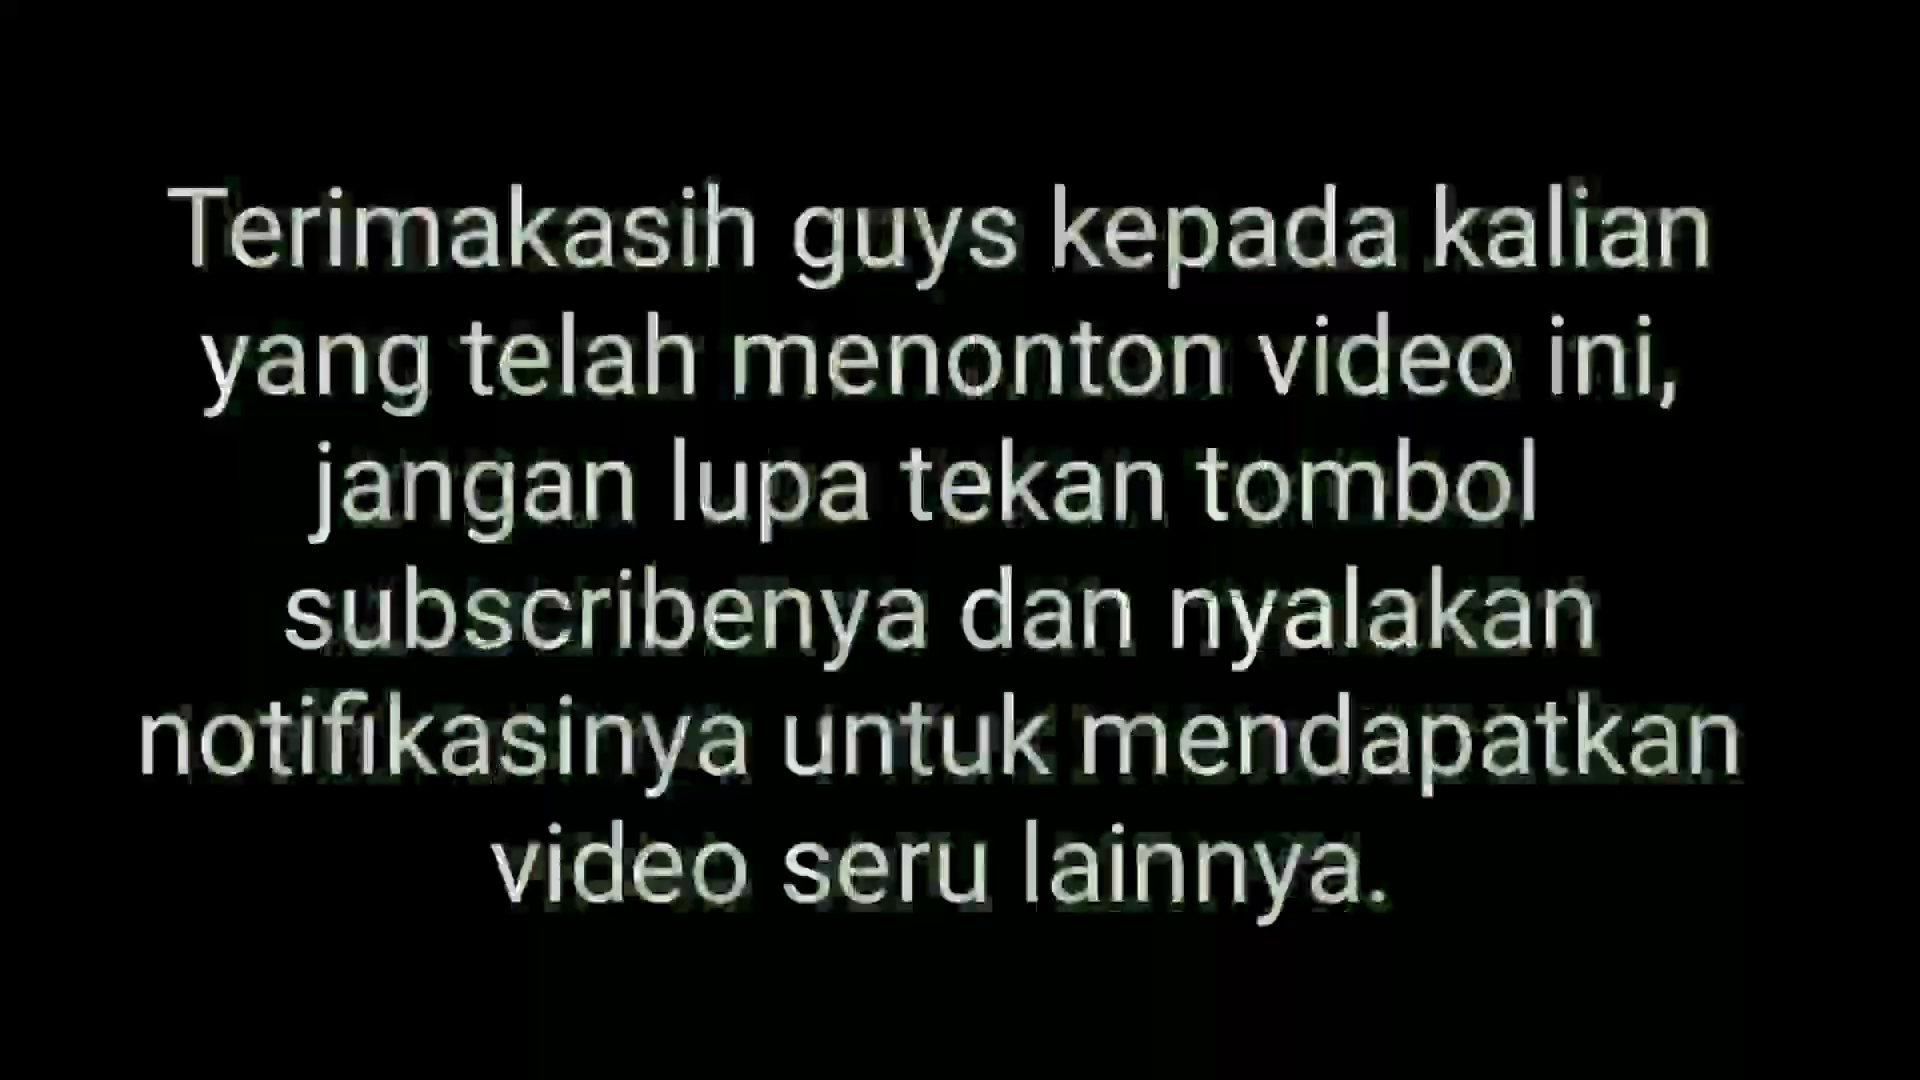 Terimakasih guys kepada kalian
yang telah menonton video ini,
jangan lupa tekan tombol
subscribenya dan nyalakan
notifikasinya untuk mendapatkan
video seru lainnya.